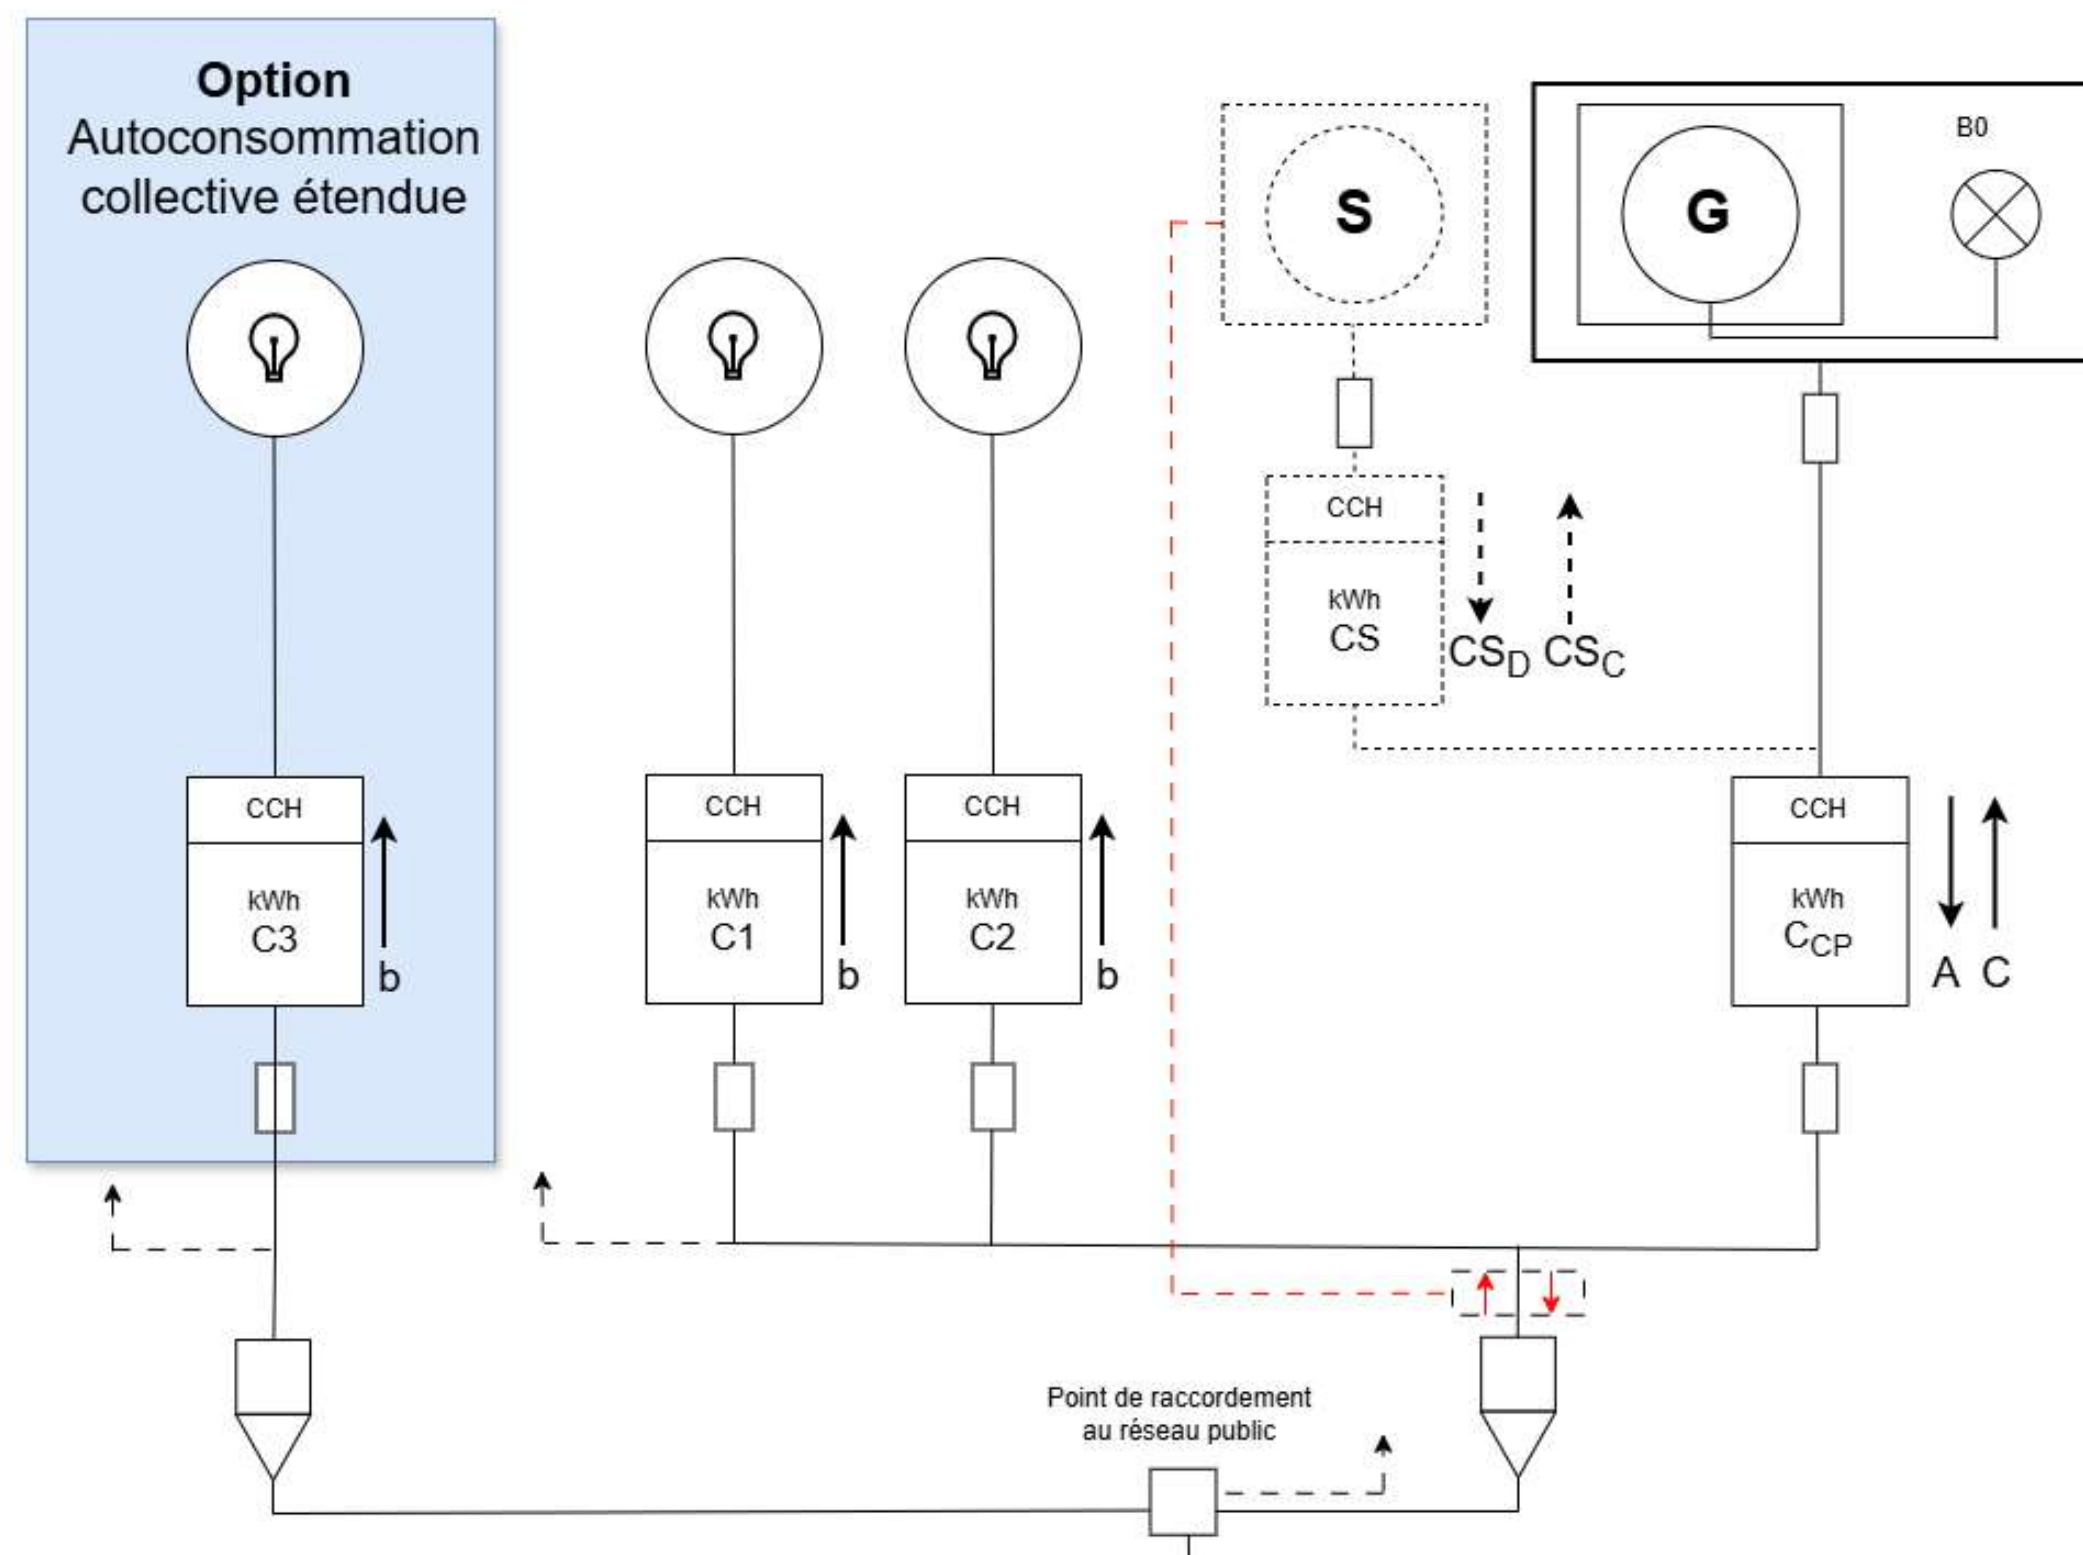 Option
Autoconsommation
collective étendue
S
G
B0
CCH
kWh
CS
CSD
CSC
CCH
kWh
C3
b
CCH
kWh
C1
b
CCH
kWh
C2
b
CCH
kWh
CCP
A
C
Point de raccordement
au réseau public